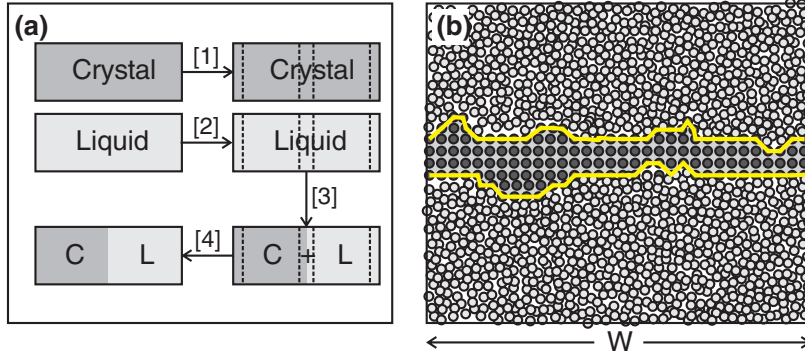 (a)
Crystal [1] Crystal
Liquid [2] Liquid
[3]
C L [4] C + L
(b)
W